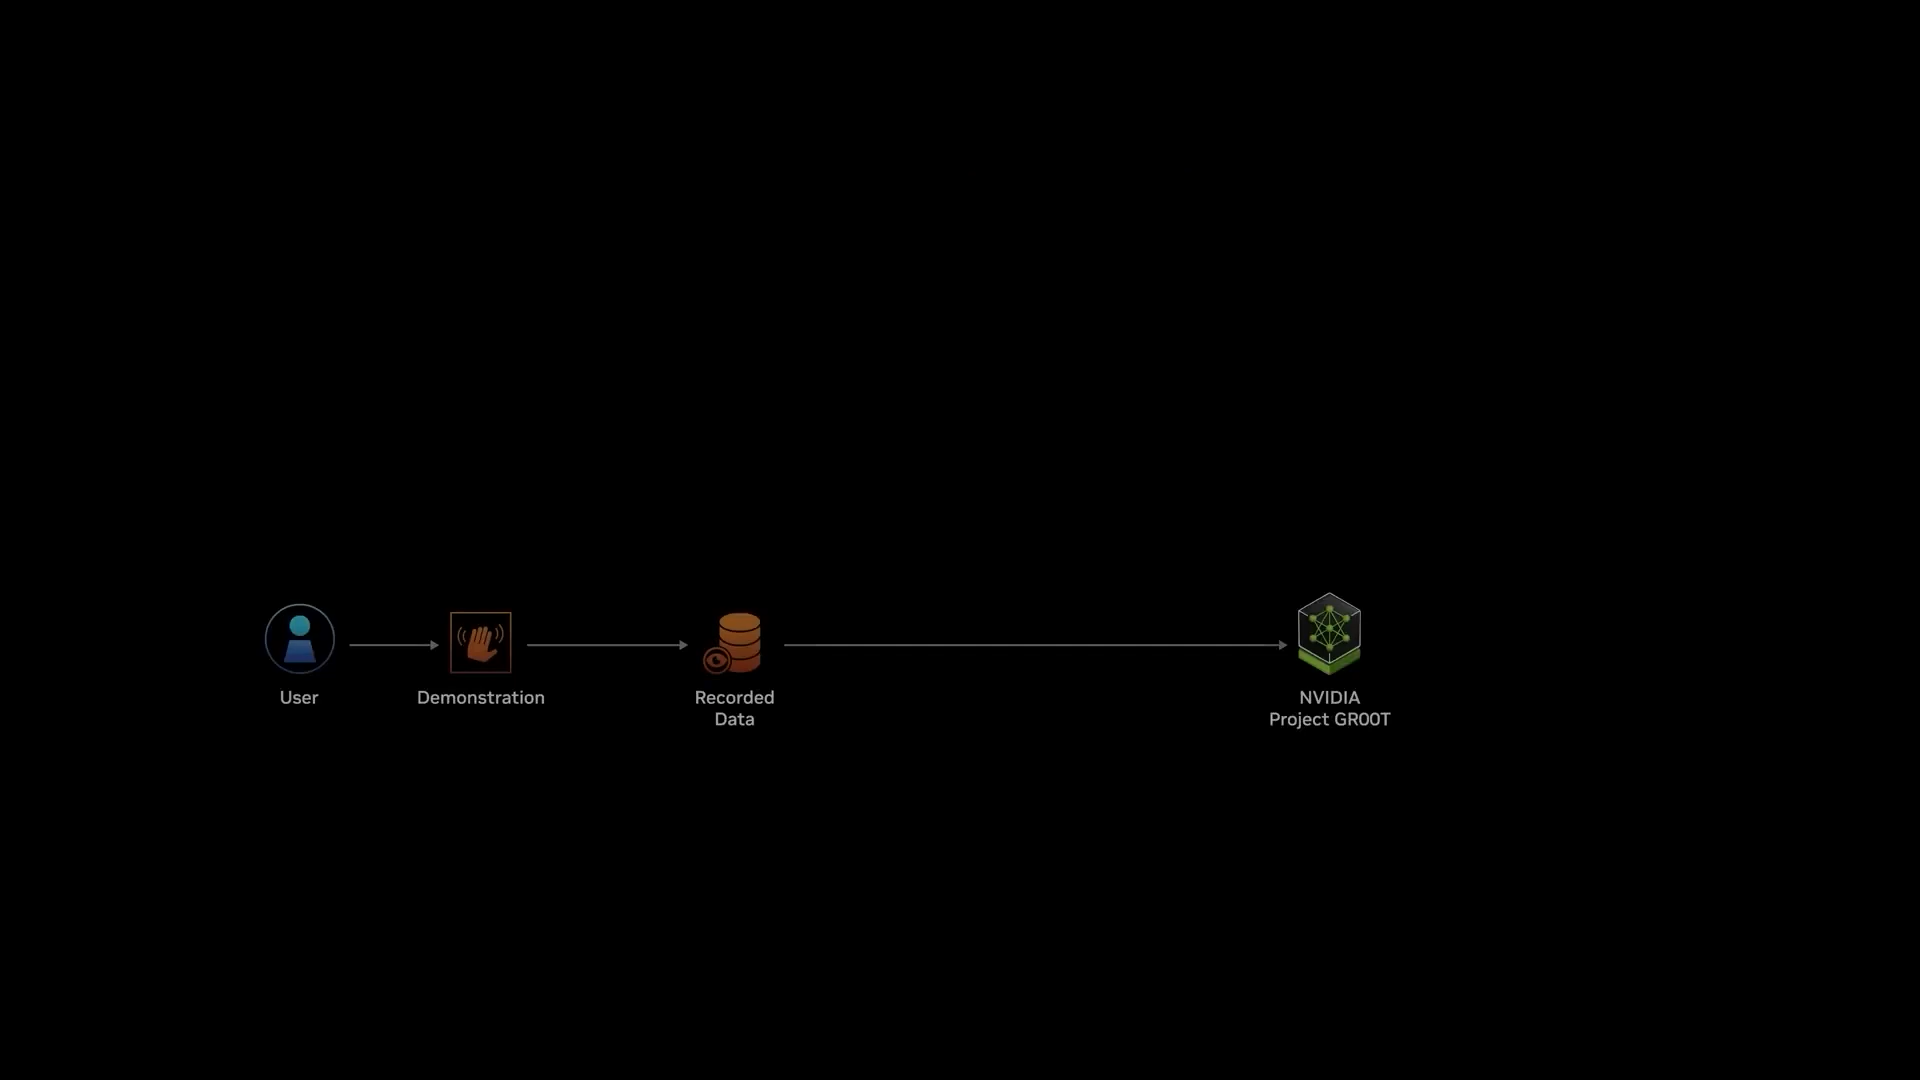 User
Demonstration
Recorded
Data
NVIDIA
Project GR00T